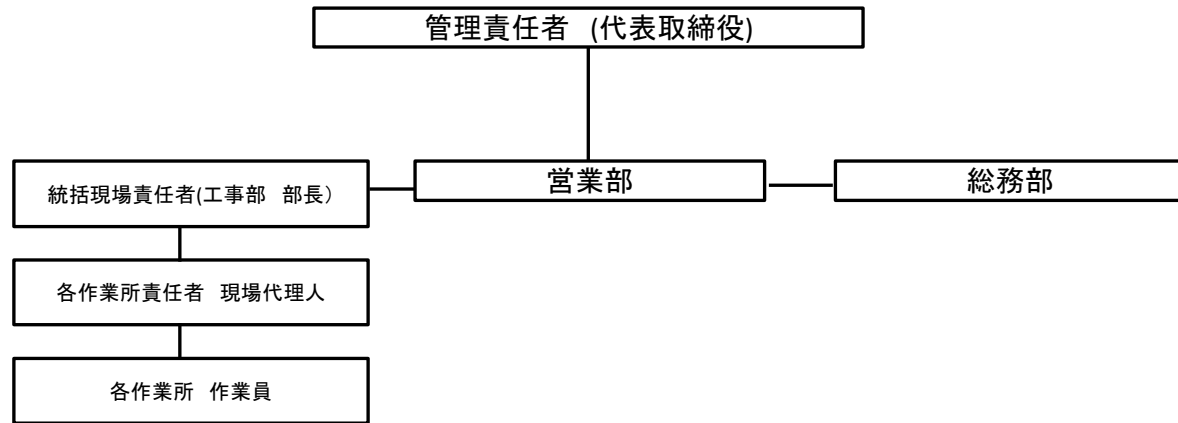 管理責任者 (代表取締役)
統括現場責任者(工事部 部長)
営業部
総務部
各作業所責任者 現場代理人
各作業所 作業員